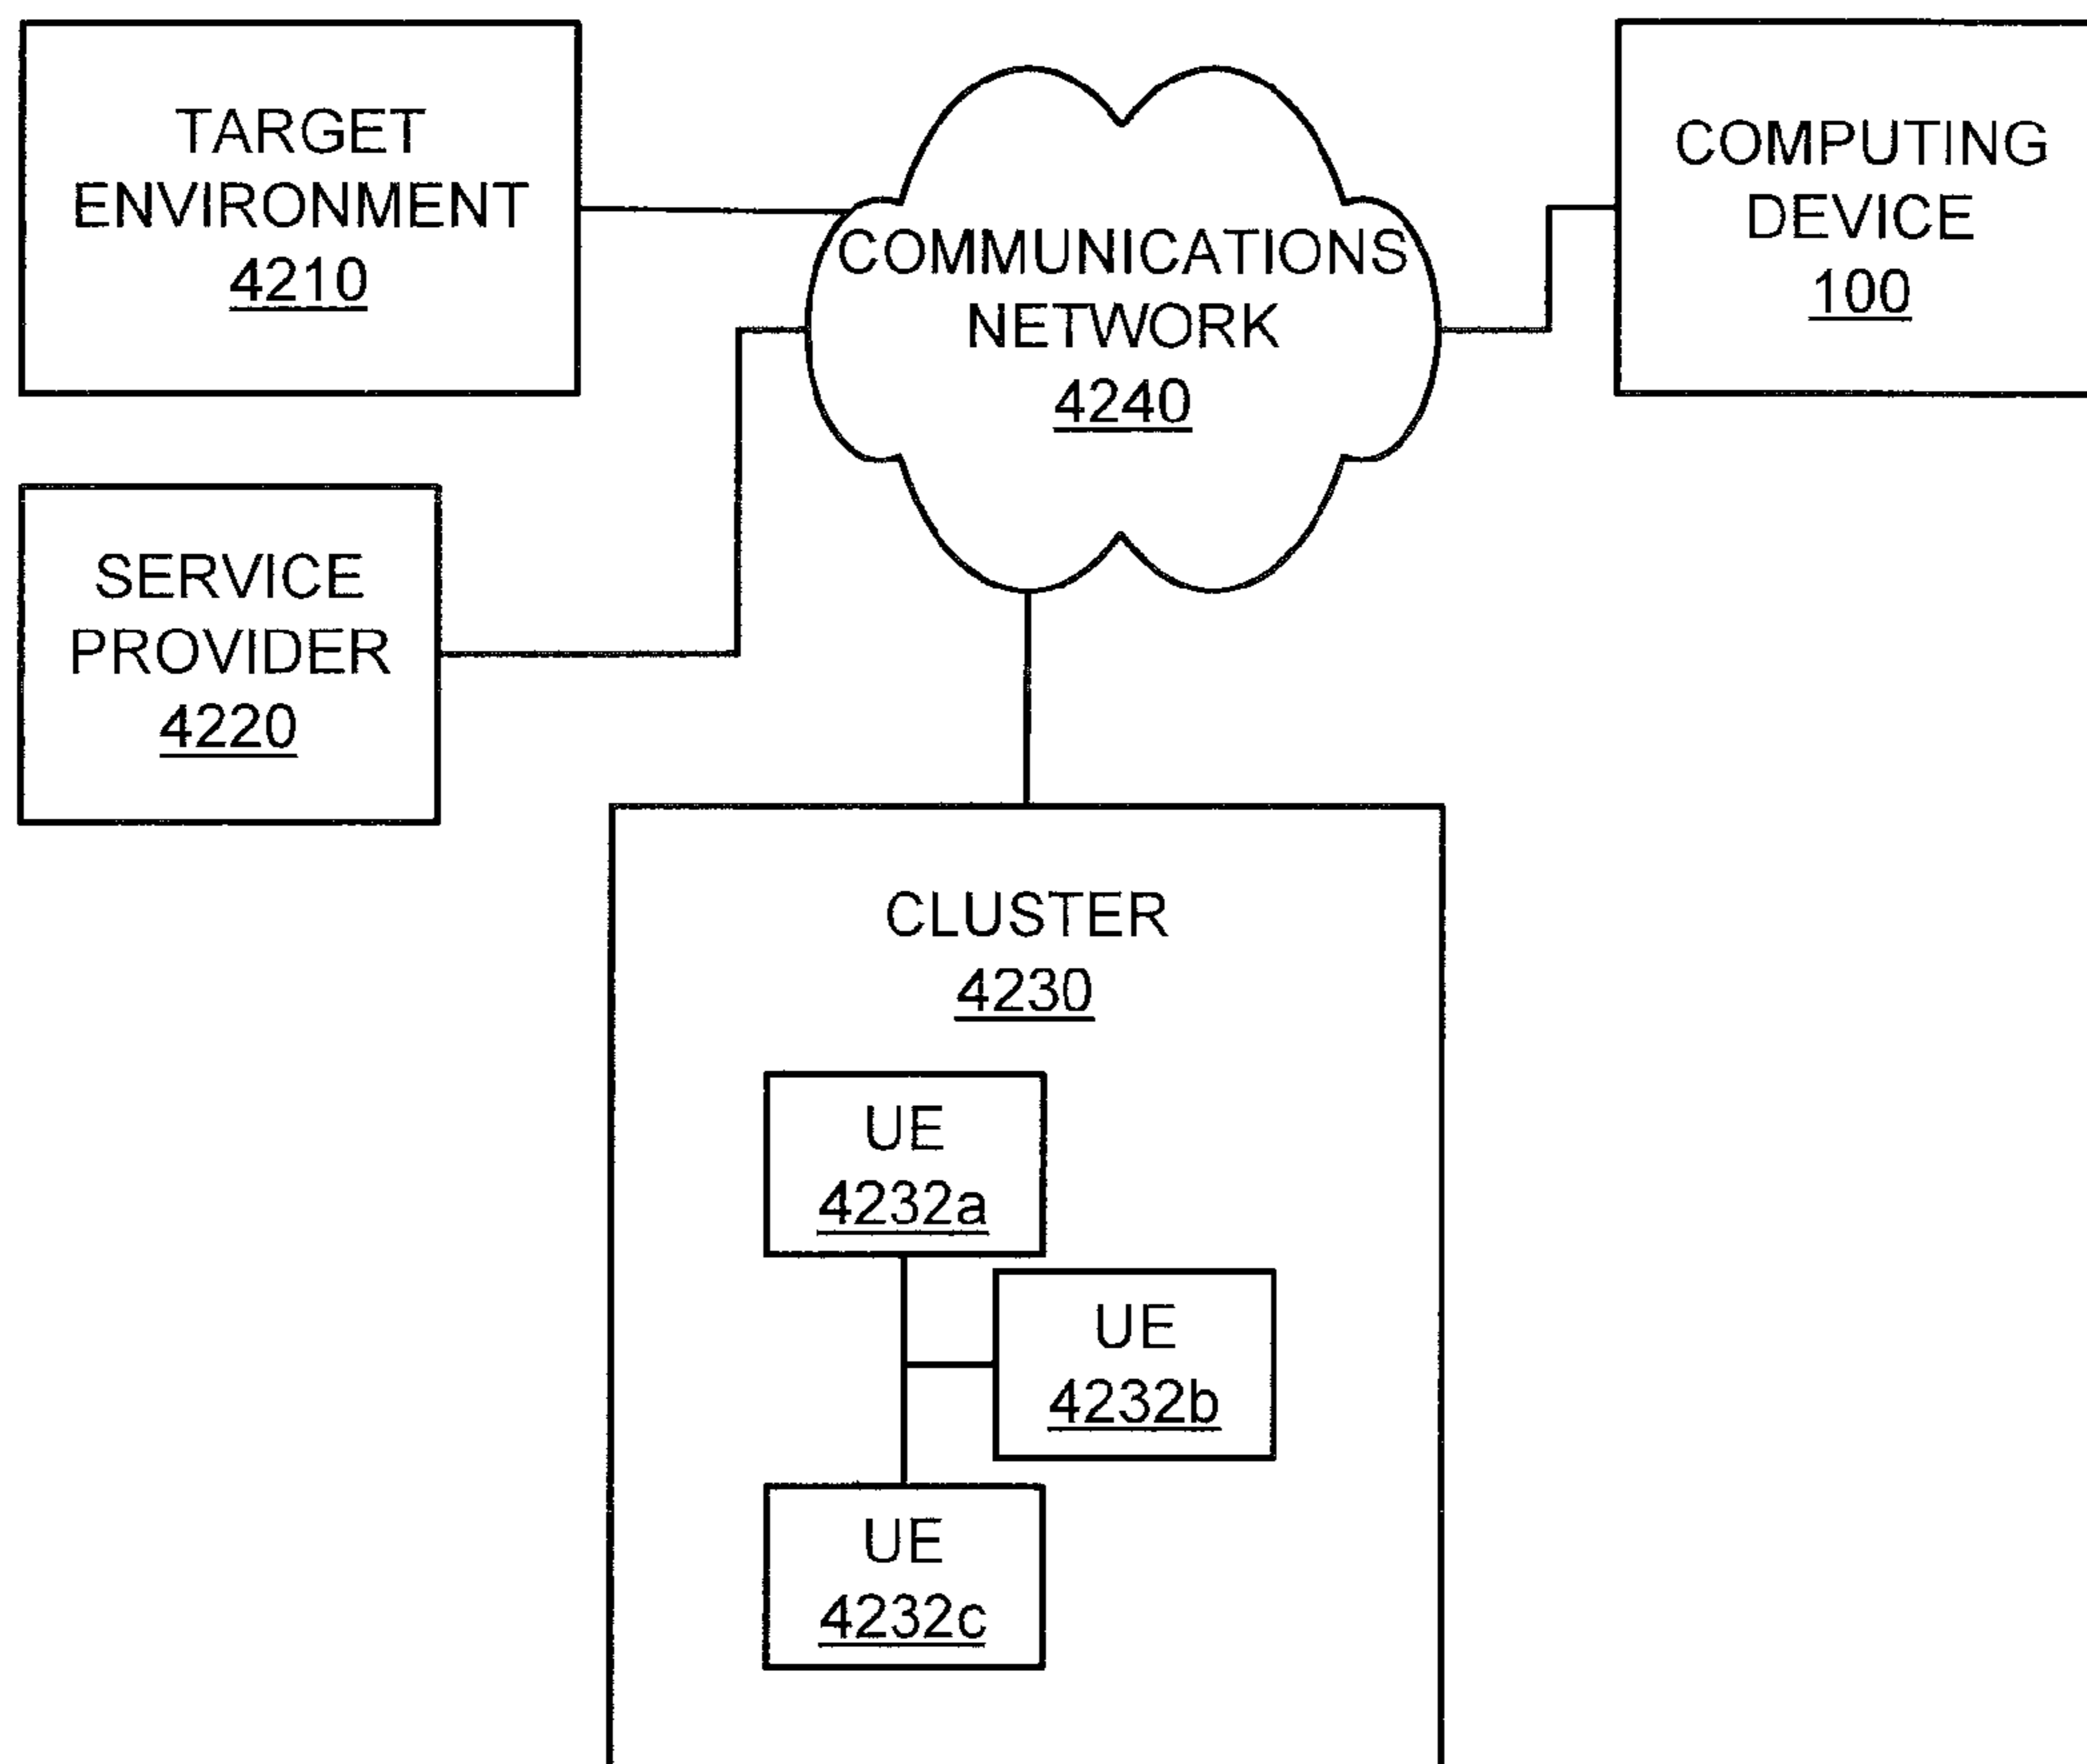 TARGET
ENVIRONMENT
4210
COMMUNICATIONS
NETWORK
4240
COMPUTING
DEVICE
100
SERVICE
PROVIDER
4220
CLUSTER
4230
UE
4232a
UE
4232b
UE
4232c